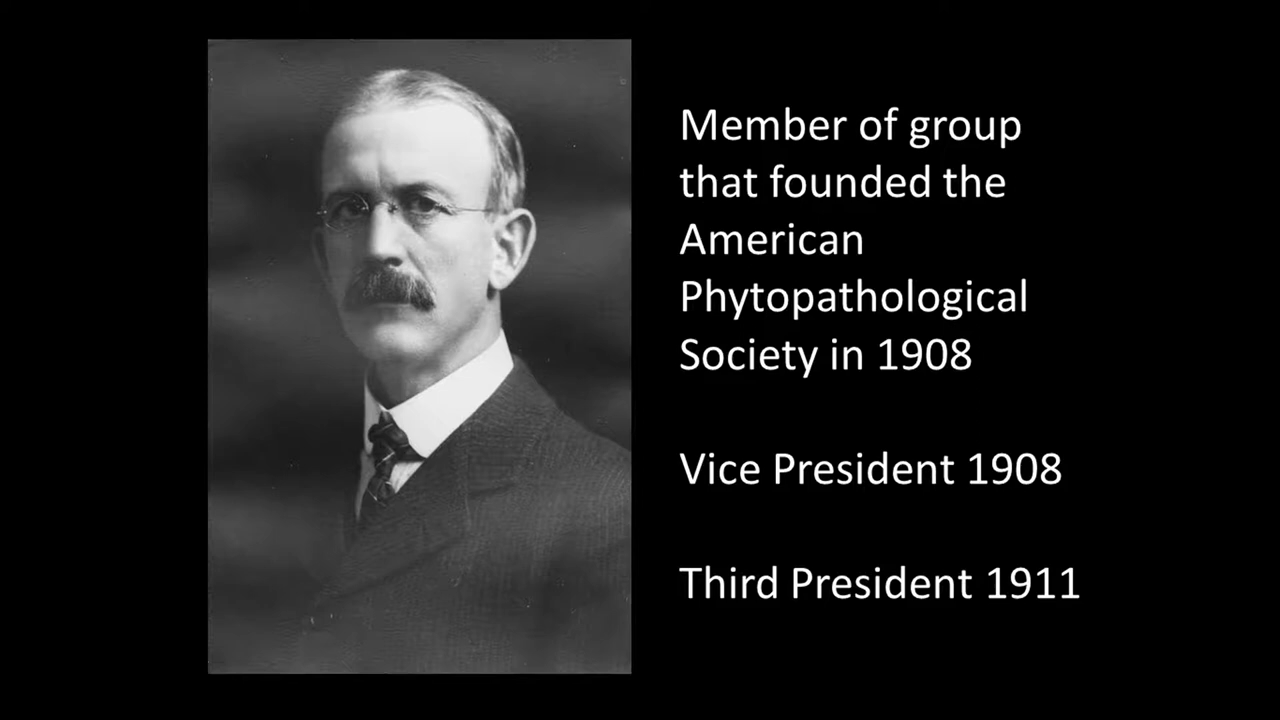 Member of group
that founded the
American
Phytopathological
Society in 1908
Vice President 1908
Third President 1911